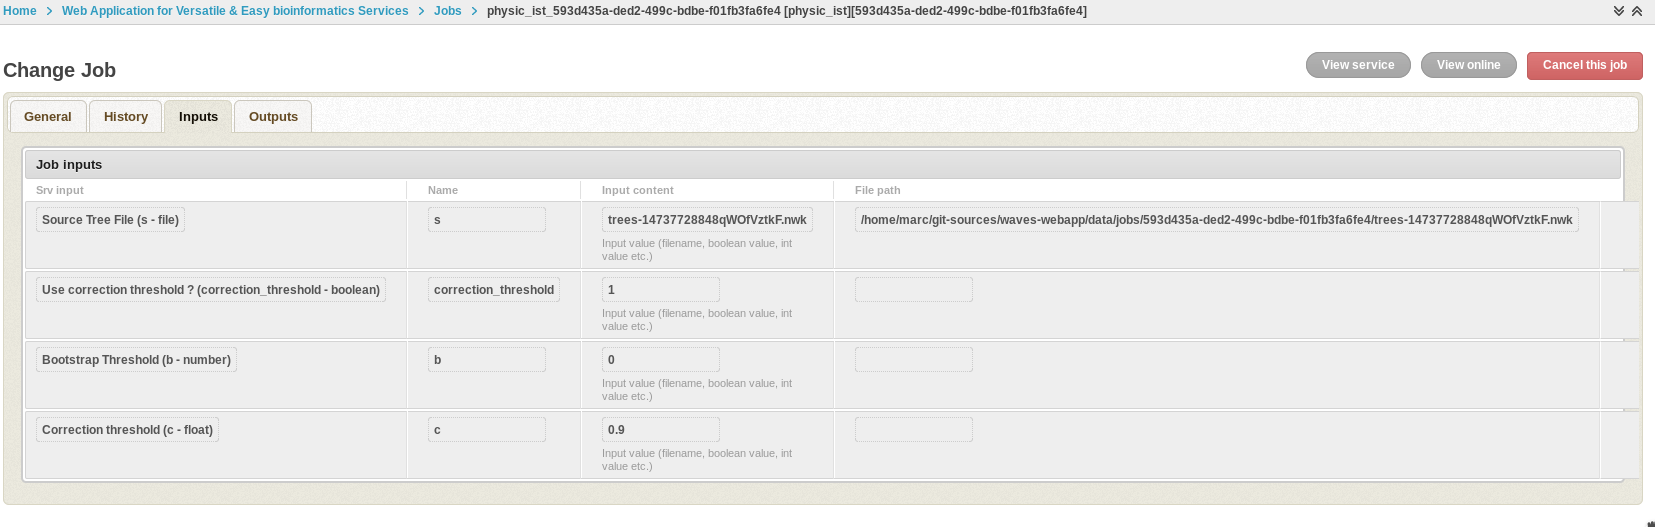 Home > Web Application for Versatile & Easy bioinformatics Services > Jobs > physic_ist_593d435a-ded2-499c-bdbe-f01fb3fa6fe4 [physic_ist][593d435a-ded2-499c-bdbe-f01fb3fa6fe4]
Change Job
View service View online Cancel this job
General History Inputs Outputs
Job inputs
Srv input Name Input content File path
Source Tree File (s - file) s trees-14737728848qWOfVztkF.nwk /home/marc/git-sources/waves-webapp/data/jobs/593d435a-ded2-499c-bdbe-f01fb3fa6fe4/trees-14737728848qWOfVztkF.nwk
Input value (filename, boolean value, int
value etc.)
Use correction threshold ? (correction_threshold - boolean) correction_threshold 1
Input value (filename, boolean value, int
value etc.)
Bootstrap Threshold (b - number) b 0
Input value (filename, boolean value, int
value etc.)
Correction threshold (c - float) c 0.9
Input value (filename, boolean value, int
value etc.)